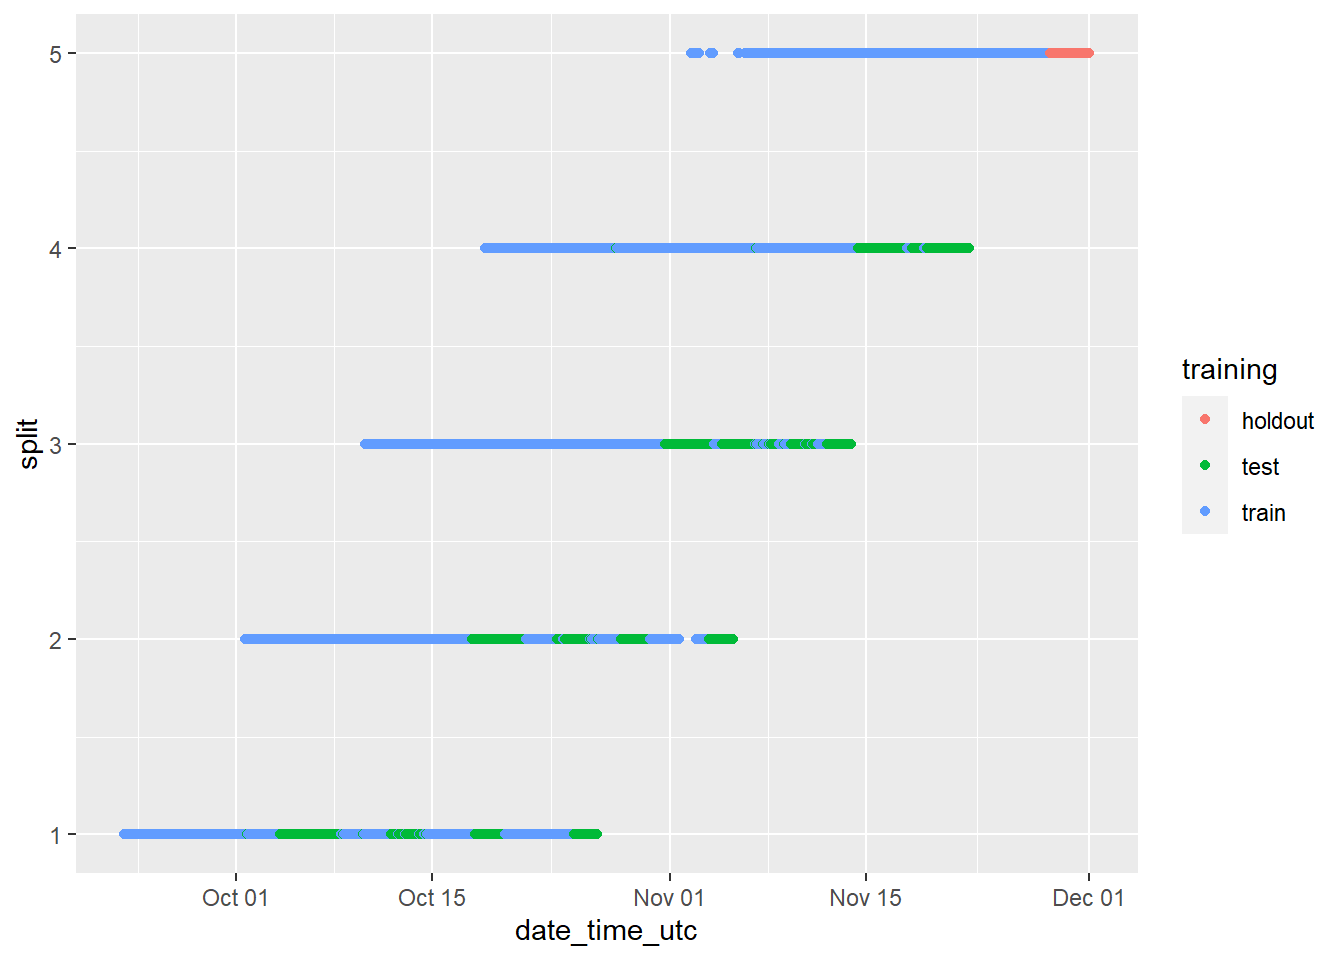 5
4
3
2
1
split
Oct 01 Oct 15 Nov 01 Nov 15 Dec 01
date_time_utc
training
holdout
test
train